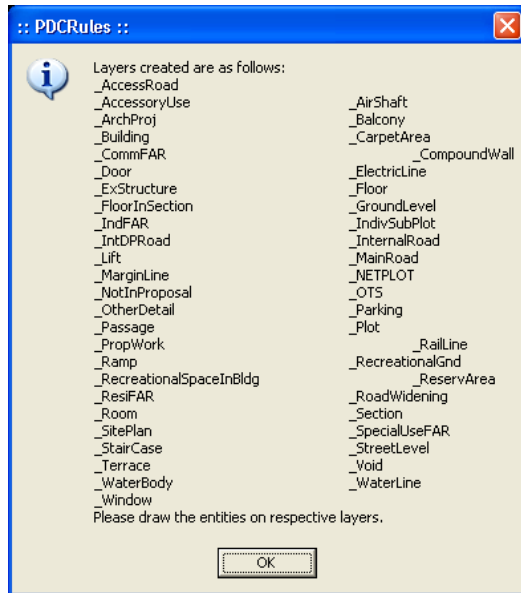 :: PDCRules ::
Layers created are as follows:
_AccessRoad
_AccessoryUse _AirShaft
_ArchProj _Balcony
_Building _CarpetArea
_CommFAR _CompoundWall
_Door _ElectricLine
_ExStructure _Floor
_FloorInSection _GroundLevel
_IndFAR _IndivSubPlot
_IntDPRoad _InternalRoad
_Lift _MainRoad
_MarginLine _NETPLOT
_NotInProposal _OTS
_OtherDetail _Parking
_Passage _Plot
_PropWork _RailLine
_Ramp _RecreationalGnd
_RecreationalSpaceInBldg _ReservArea
_ResiFAR _RoadWidening
_Room _Section
_SitePlan _SpecialUseFAR
_StairCase _StreetLevel
_Terrace _Void
_WaterBody _WaterLine
_Window
Please draw the entities on respective layers.
OK